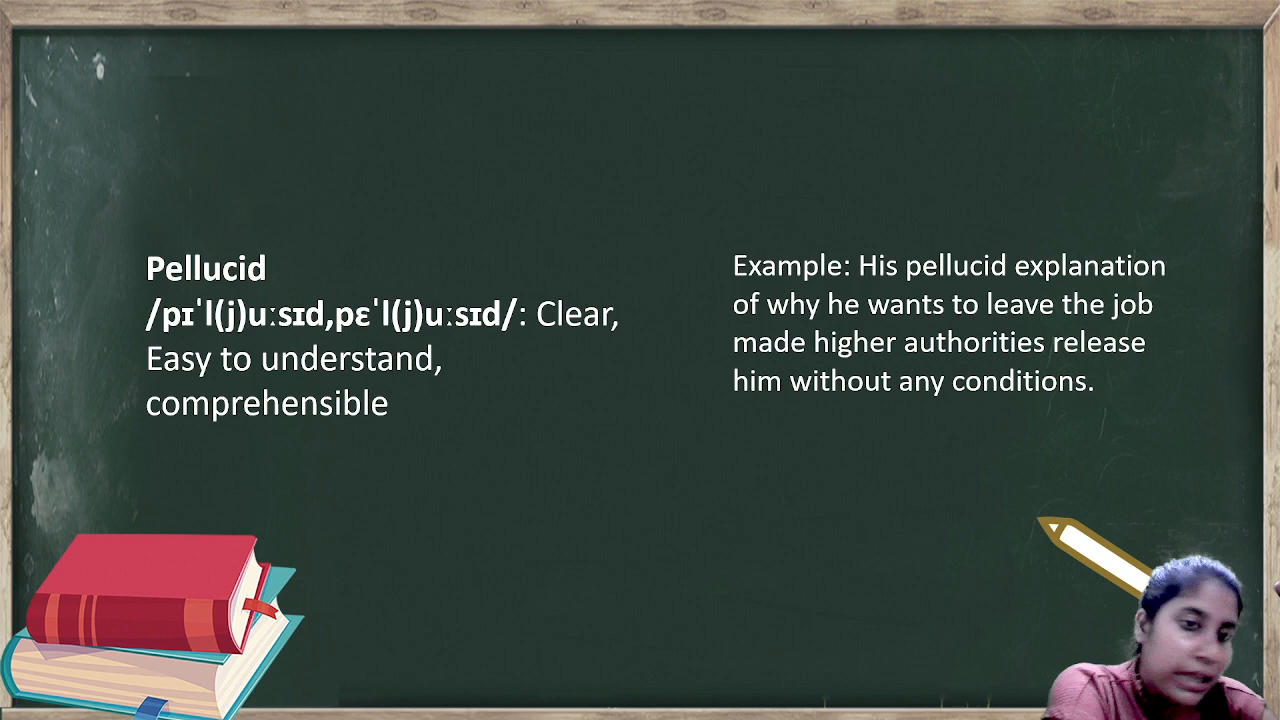 Pellucid
/pɪˈl(j)uːsɪd,pɛˈl(j)uːsɪd/: Clear,
Easy to understand,
comprehensible
Example: His pellucid explanation
of why he wants to leave the job
made higher authorities release
him without any conditions.